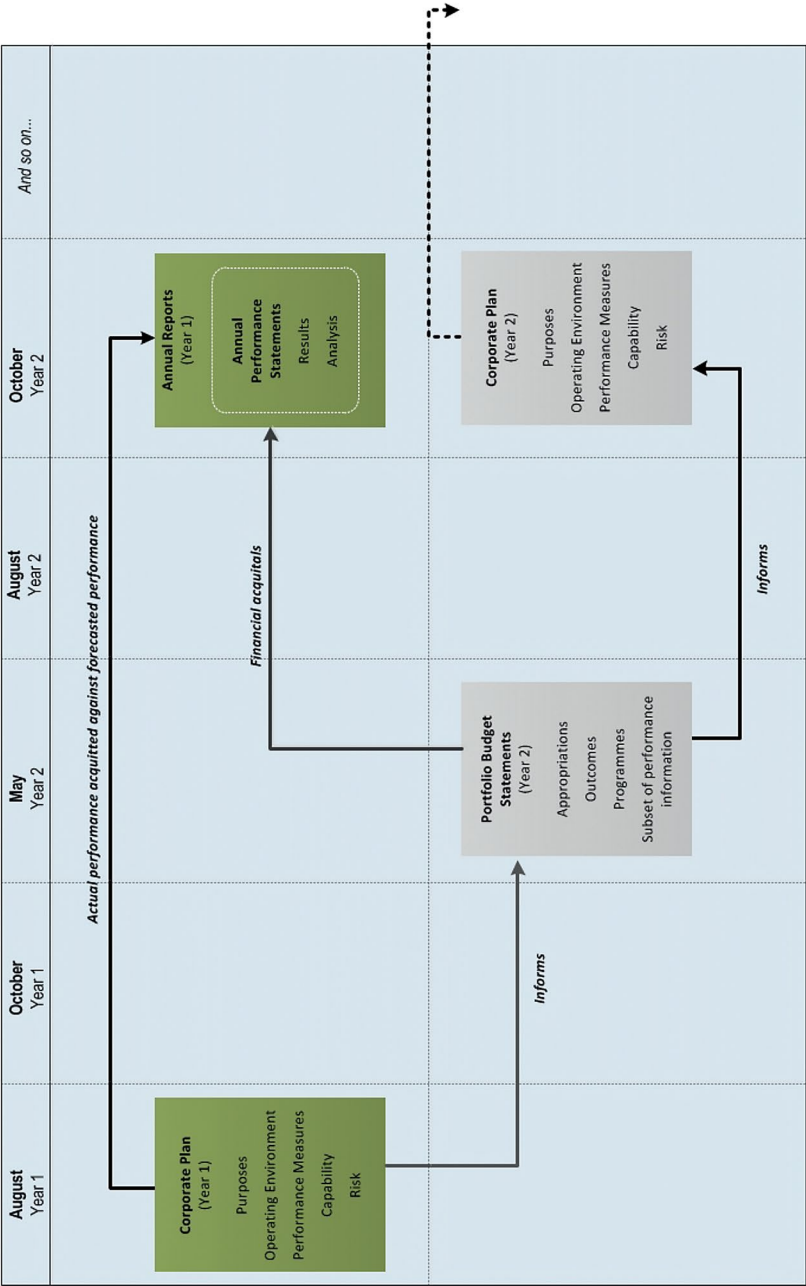 August
Year 1
October
Year 1
May
Year 2
August
Year 2
October
Year 2
And so on...
Actual performance acquitted against forecasted performance
Corporate Plan
(Year 1)
Purposes
Operating Environment
Performance Measures
Capability
Risk
Financial acquitals
Annual Reports
(Year 1)
Annual
Performance
Statements
Results
Analysis
Informs
Portfolio Budget
Statements
(Year 2)
Appropriations
Outcomes
Programmes
Subset of performance
information
Informs
Corporate Plan
(Year 2)
Purposes
Operating Environment
Performance Measures
Capability
Risk